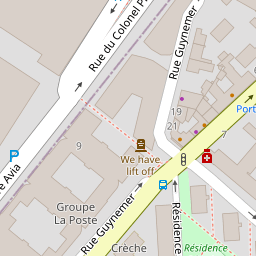 Rue du Colonel P
Rue Guynemer
Port
19
21
7
9
We have
lift off
P
e Avia
Groupe
La Poste
Rue Guynemer
Crèche
Résidence
Résidence